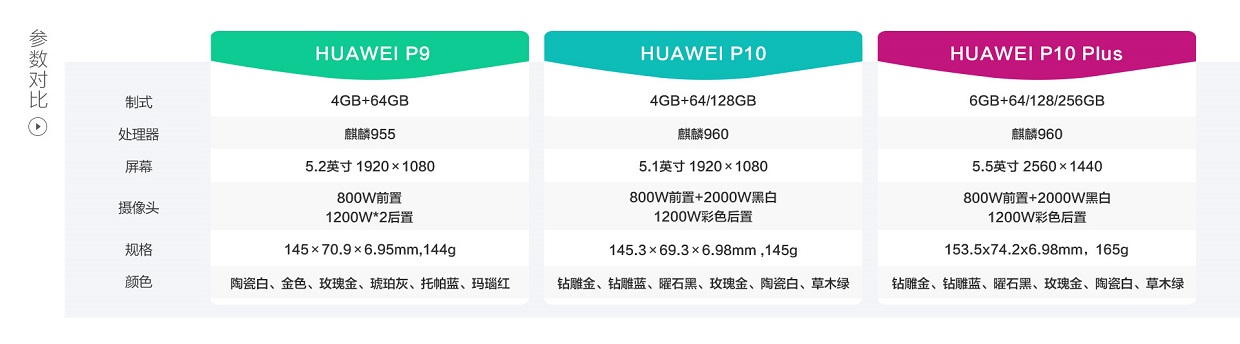 参数对比
HUAWEI P9 HUAWEI P10 HUAWEI P10 Plus
制式 4GB+64GB 4GB+64/128GB 6GB+64/128/256GB
处理器 麒麟955 麒麟960 麒麟960
屏幕 5.2英寸 1920×1080 5.1英寸 1920×1080 5.5英寸 2560×1440
摄像头 800W前置 800W前置+2000W黑白 800W前置+2000W黑白
1200W*2后置 1200W彩色后置 1200W彩色后置
规格 145×70.9×6.95mm,144g 145.3×69.3×6.98mm ,145g 153.5x74.2x6.98mm，165g
颜色 陶瓷白、金色、玫瑰金、琥珀灰、托帕蓝、玛瑙红 钻雕金、钻雕蓝、曜石黑、玫瑰金、陶瓷白、草木绿 钻雕金、钻雕蓝、曜石黑、玫瑰金、陶瓷白、草木绿